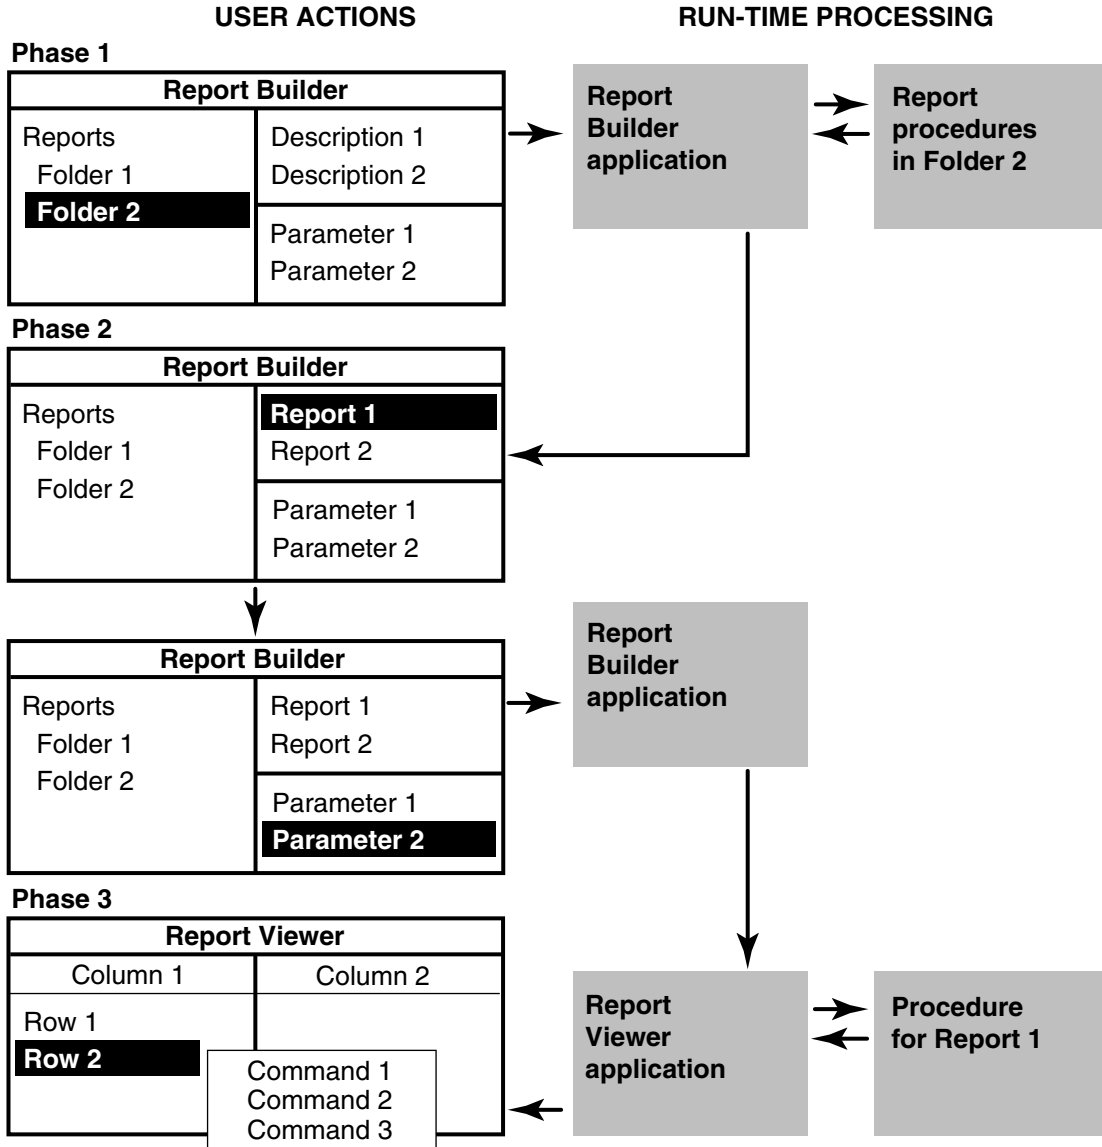 USER ACTIONS
RUN-TIME PROCESSING
Phase 1
Report Builder
Reports
Folder 1
Folder 2
Description 1
Description 2
Parameter 1
Parameter 2
Report
Builder
application
Report
procedures
in Folder 2
Phase 2
Report Builder
Reports
Folder 1
Folder 2
Report 1
Report 2
Parameter 1
Parameter 2
Report Builder
Reports
Folder 1
Folder 2
Report 1
Report 2
Parameter 1
Parameter 2
Report
Builder
application
Phase 3
Report Viewer
Column 1
Column 2
Row 1
Row 2
Command 1
Command 2
Command 3
Report
Viewer
application
Procedure
for Report 1